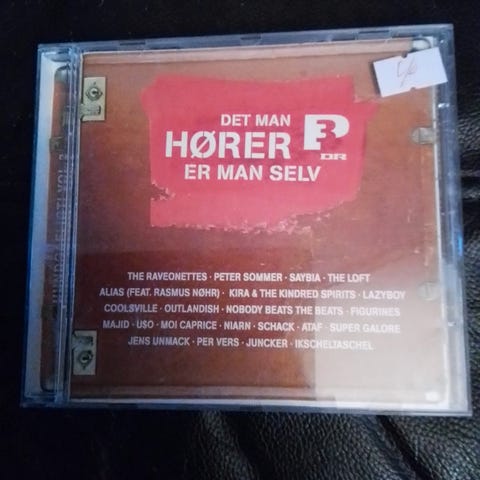 DET MAN
HØRER P3
DR
ER MAN SELV
THE RAVEONETTES · PETER SOMMER · SAYBIA · THE LOFT
ALIAS (FEAT. RASMUS NØHR) · KIRA & THE KINDRED SPIRITS · LAZYBOY
COOLSVILLE · OUTLANDISH · NOBODY BEATS THE BEATS · FIGURINES
MAJID · USO · MOI CAPRICE · NIARN · SCHACK · ATAF · SUPER GALORE
JENS UNMACK · PER VERS · JUNCKER · IKSCHELTASCHEL